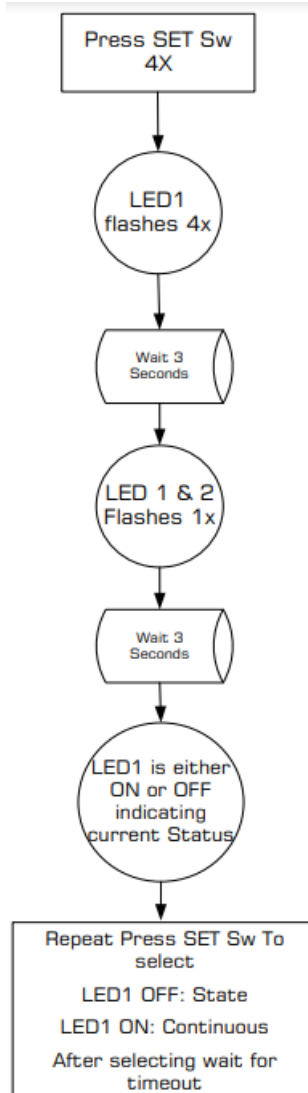 Press SET Sw
4X
LED1
flashes 4x
Wait 3
Seconds
LED 1 & 2
Flashes 1x
Wait 3
Seconds
LED1 is either
ON or OFF
indicating
current Status
Repeat Press SET Sw To
select
LED1 OFF: State
LED1 ON: Continuous
After selecting wait for
timeout